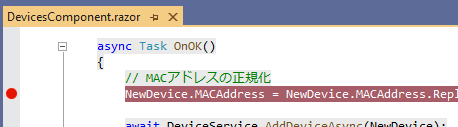 DevicesComponent.razor
async Task OnOK()
{
// MACアドレスの正規化
NewDevice.MACAddress = NewDevice.MACAddress.Repl
await DeviceService.AddDeviceAsync(NewDevice);